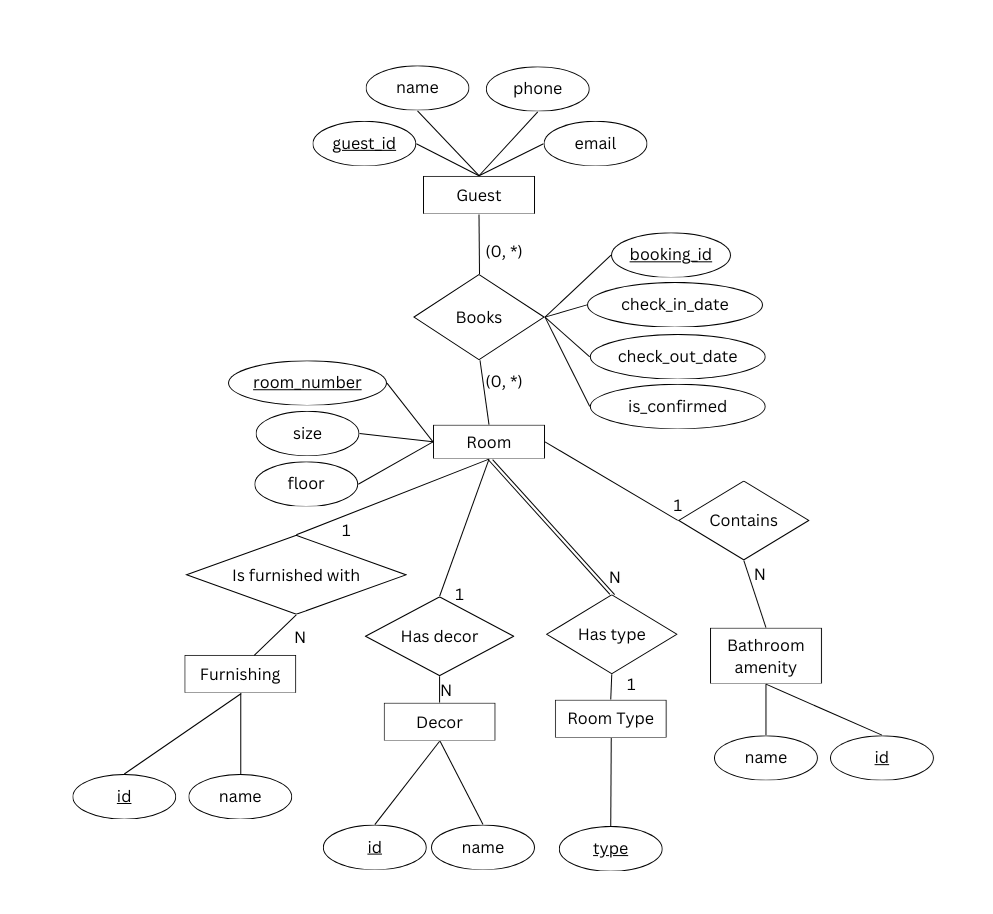 name
phone
guest_id
email
Guest
(0, *)
booking_id
check_in_date
Books
check_out_date
(0, *)
room_number
is_confirmed
size
Room
floor
1
Contains
1
Is furnished with
N
N
1
Has decor
Has type
N
Bathroom
amenity
Furnishing
1
N
Decor
Room Type
name
id
id
name
id
name
type